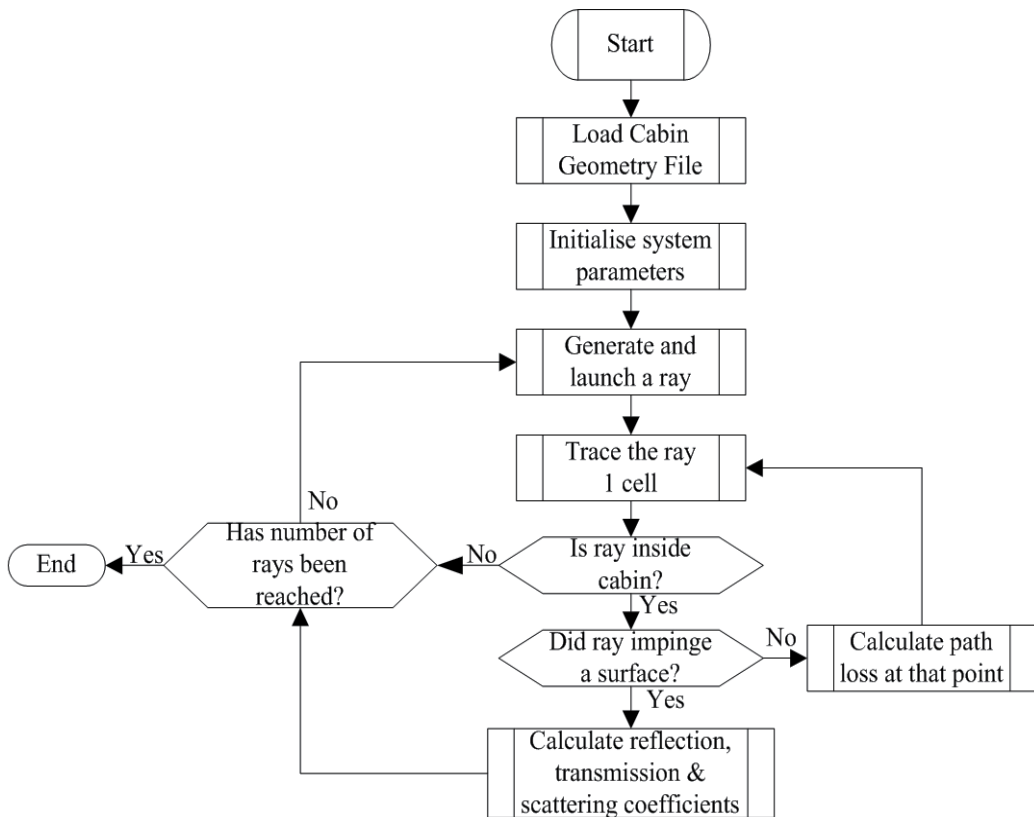 Start
Load Cabin
Geometry File
Initialise system
parameters
Generate and
launch a ray
Trace the ray
1 cell
No
Has number of
rays been
reached?
Yes
End
No
Is ray inside
cabin?
Yes
Did ray impinge
a surface?
No
Calculate path
loss at that point
Yes
Calculate reflection,
transmission &
scattering coefficients